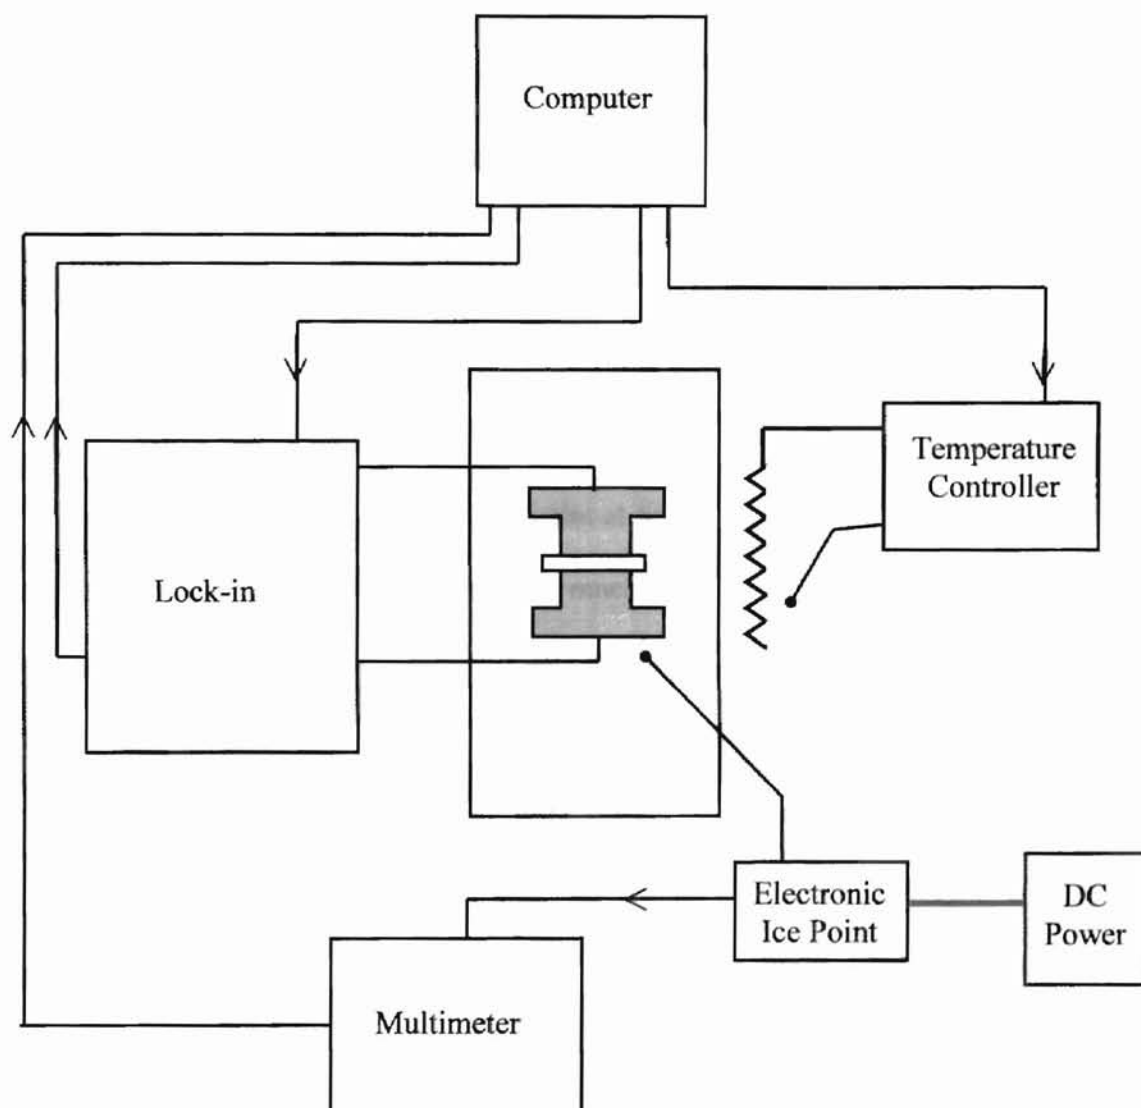 Computer
Temperature
Controller
Lock-in
Electronic
Ice Point
DC
Power
Multimeter